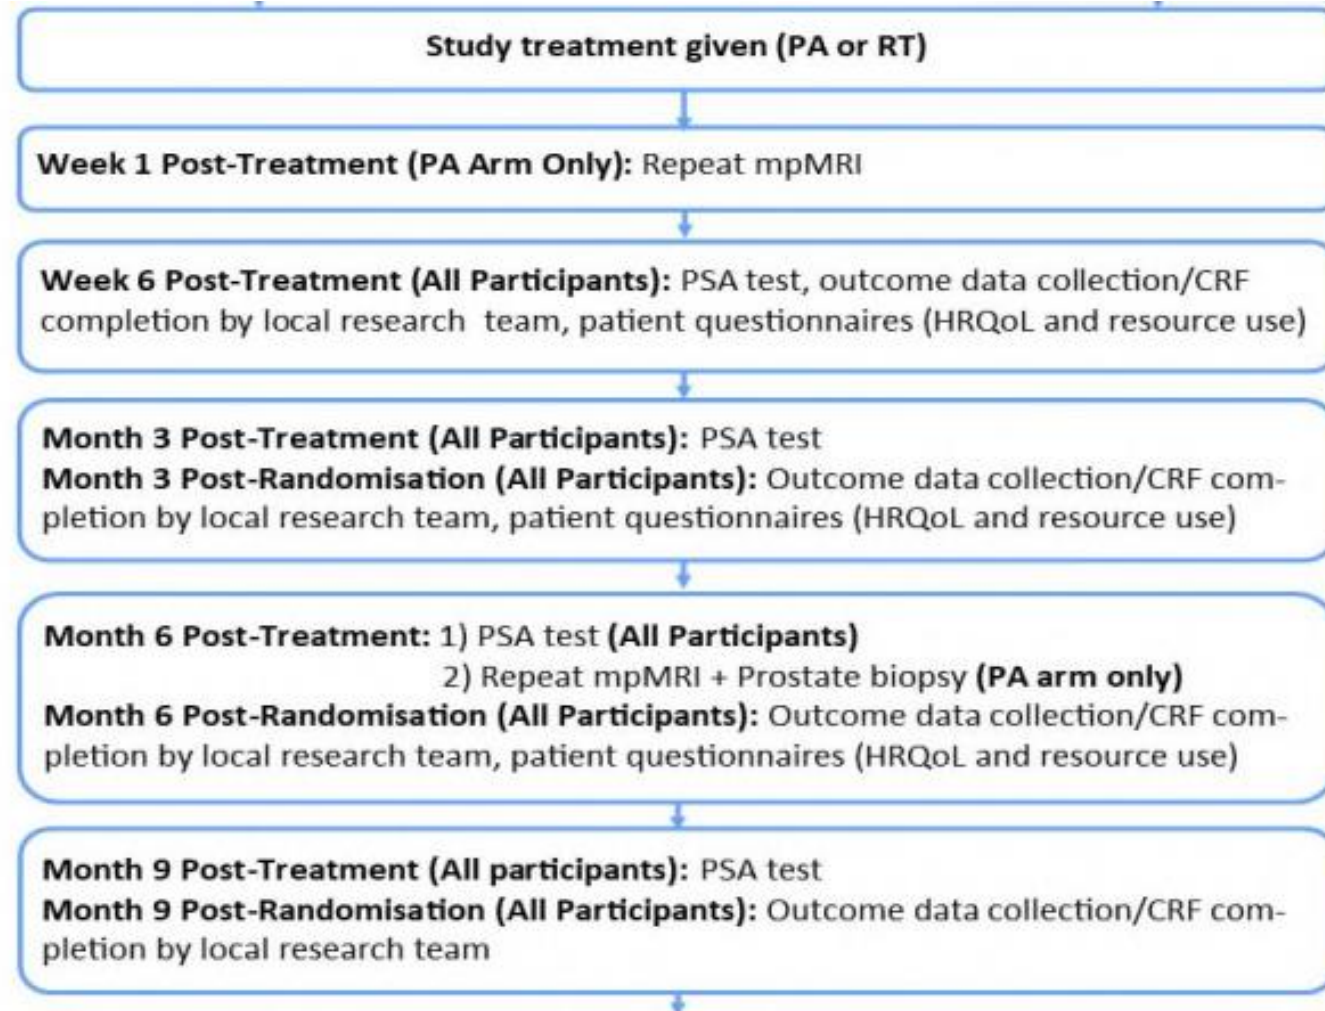 Study treatment given (PA or RT)
Week 1 Post-Treatment (PA Arm Only): Repeat mpMRI
Week 6 Post-Treatment (All Participants): PSA test, outcome data collection/CRF
completion by local research team, patient questionnaires (HRQoL and resource use)
Month 3 Post-Treatment (All Participants): PSA test
Month 3 Post-Randomisation (All Participants): Outcome data collection/CRF com-
pletion by local research team, patient questionnaires (HRQoL and resource use)
Month 6 Post-Treatment: 1) PSA test (All Participants)
2) Repeat mpMRI + Prostate biopsy (PA arm only)
Month 6 Post-Randomisation (All Participants): Outcome data collection/CRF com-
pletion by local research team, patient questionnaires (HRQoL and resource use)
Month 9 Post-Treatment (All participants): PSA test
Month 9 Post-Randomisation (All Participants): Outcome data collection/CRF com-
pletion by local research team